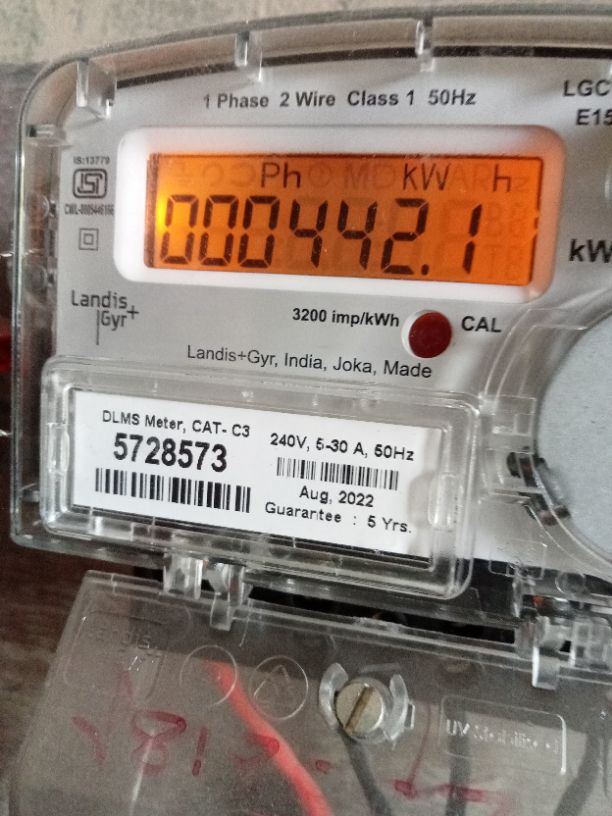 1 Phase 2 Wire Class 1 50Hz
LGC
E15
IS:13779
ISI
Ph kW h
000442.1
kW
Landis+
Gyr
3200 imp/kWh
CAL
Landis+Gyr, India, Joka, Made
DLMS Meter, CAT- C3
5728573
240V, 5-30 A, 50Hz
Aug, 2022
Guarantee : 5 Yrs.